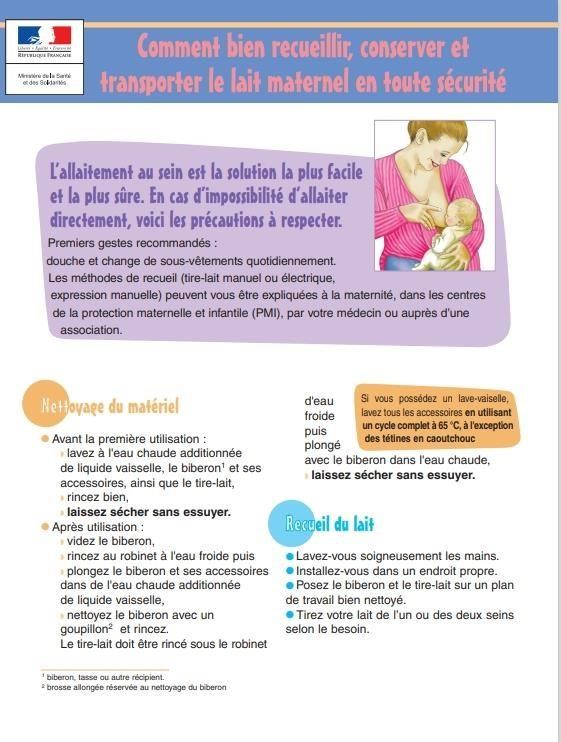 Comment bien recueillir, conserver et
transporter le lait maternel en toute sécurité
Liberté • Égalité • Fraternité
RÉPUBLIQUE FRANÇAISE
Ministère de la Santé
et des Solidarités
L'allaitement au sein est la solution la plus facile
et la plus sûre. En cas d'impossibilité d'allaiter
directement, voici les précautions à respecter.
Premiers gestes recommandés :
douche et change de sous-vêtements quotidiennement.
Les méthodes de recueil (tire-lait manuel ou électrique,
expression manuelle) peuvent vous être expliquées à la maternité, dans les centres
de la protection maternelle et infantile (PMI), par votre médecin ou auprès d'une
association.
Nettoyage du matériel
Avant la première utilisation :
lavez à l'eau chaude additionnée
de liquide vaisselle, le biberon¹ et ses
accessoires, ainsi que le tire-lait,
rincez bien,
laissez sécher sans essuyer.
Après utilisation :
videz le biberon,
rincez au robinet à l'eau froide puis
plongez le biberon et ses accessoires
dans de l'eau chaude additionnée
de liquide vaisselle,
nettoyez le biberon avec un
goupillon² et rincez.
Le tire-lait doit être rincé sous le robinet
d'eau
froide
puis
plongé
avec le biberon dans l'eau chaude,
laissez sécher sans essuyer.
Si vous possédez un lave-vaiselle,
lavez tous les accessoires en utilisant
un cycle complet à 65 °C, à l'exception
des tétines en caoutchouc
Recueil du lait
Lavez-vous soigneusement les mains.
Installez-vous dans un endroit propre.
Posez le biberon et le tire-lait sur un plan
de travail bien nettoyé.
Tirez votre lait de l'un ou des deux seins
selon le besoin.
¹ biberon, tasse ou autre récipient.
² brosse allongée réservée au nettoyage du biberon